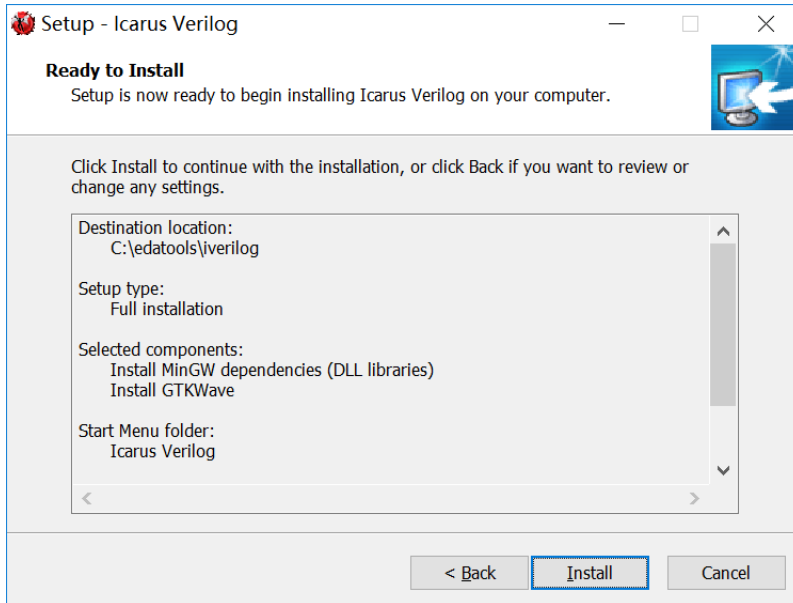 Setup - Icarus Verilog
Ready to Install
Setup is now ready to begin installing Icarus Verilog on your computer.
Click Install to continue with the installation, or click Back if you want to review or
change any settings.
Destination location:
C:\edatools\iverilog
Setup type:
Full installation
Selected components:
Install MinGW dependencies (DLL libraries)
Install GTKWave
Start Menu folder:
Icarus Verilog
< Back
Install
Cancel